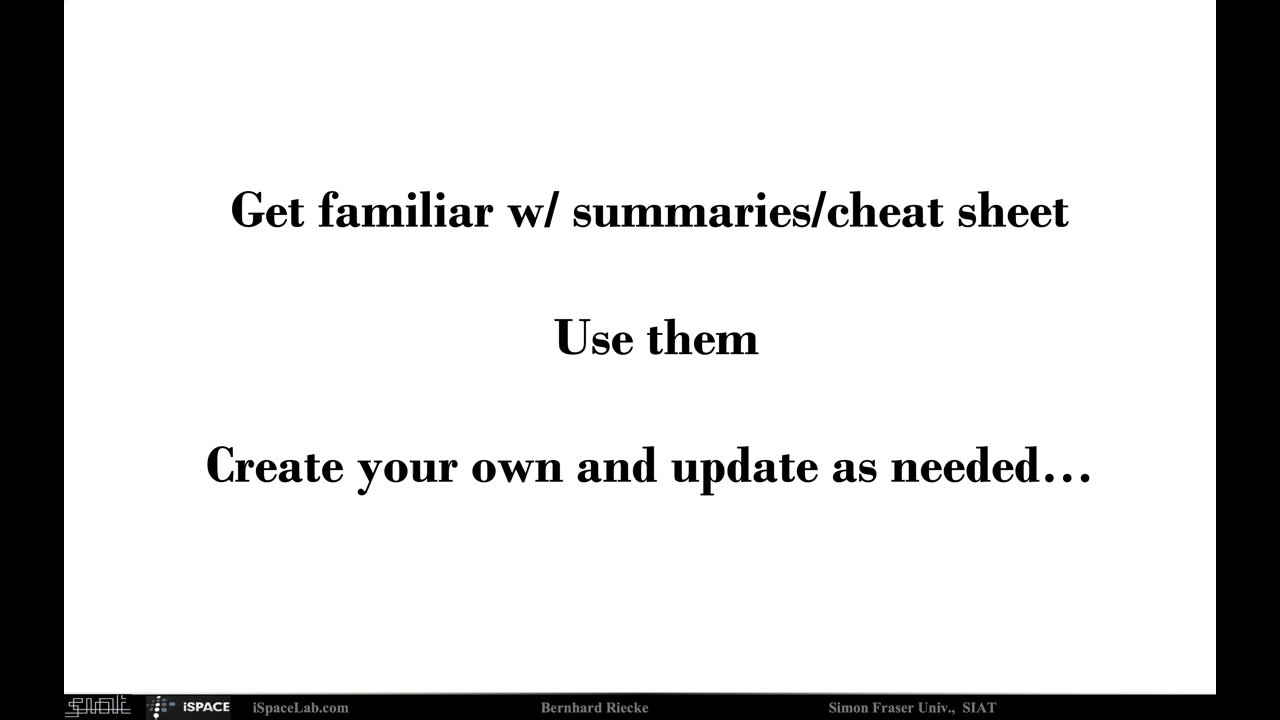 Get familiar w/ summaries/cheat sheet
Use them
Create your own and update as needed...
siat iSPACE iSpaceLab.com Bernhard Riecke Simon Fraser Univ., SIAT